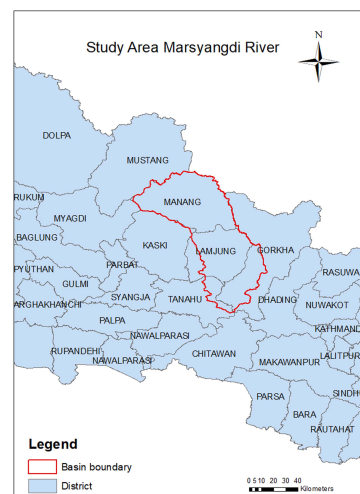 Study Area Marsyangdi River
N
DOLPA
MUSTANG
RUKUM
MANANG
MYAGDI
BAGLUNG
KASKI
LAMJUNG
GORKHA
PARBAT
PYUTHAN
RASUWA
GULMI
SYANGJA
TANAHU
DHADING
NUWAKOT
ARGHAKHANCHI
PALPA
KATHMAND
NAWALPARASI
RUPANDEHI
NAWALPARASI
CHITAWAN
MAKAWANPUR
LALITPUR
PARSA
SINDH
BARA
RAUTAHAT
Legend
Basin boundary
District
0 5 10 20 30 40
Kilometers